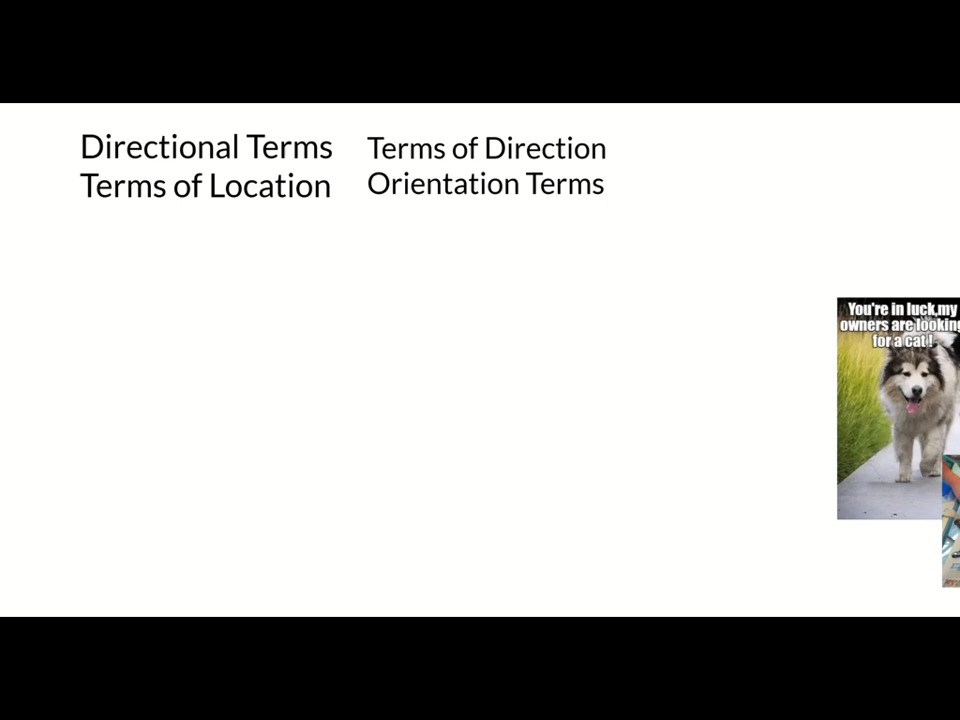 Directional Terms
Terms of Location
Terms of Direction
Orientation Terms
You're in luck,my
owners are looking
for a cat!